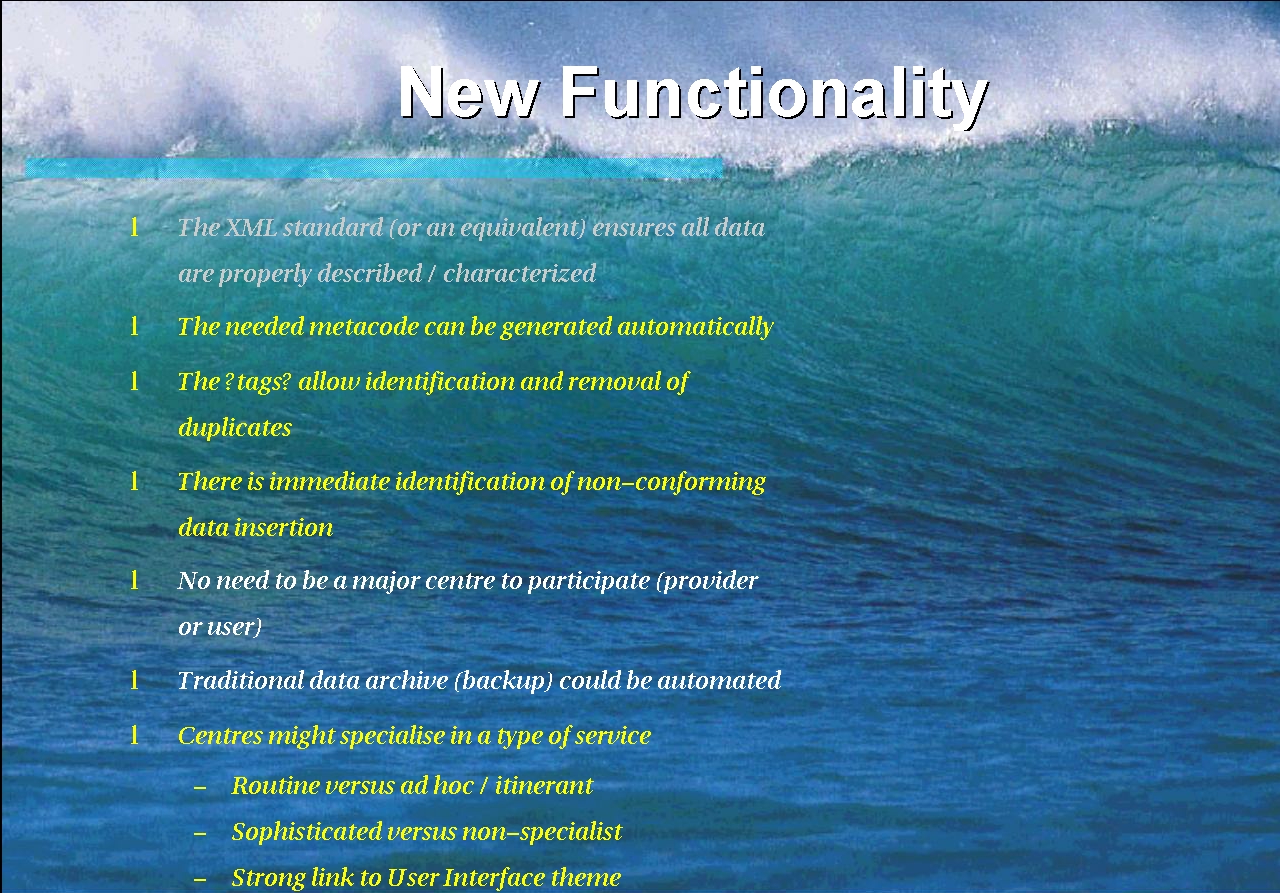 New Functionality
l The XML standard (or an equivalent) ensures all data
are properly described / characterized
l The needed metacode can be generated automatically
l The ?tags? allow identification and removal of
duplicates
l There is immediate identification of non–conforming
data insertion
l No need to be a major centre to participate (provider
or user)
l Traditional data archive (backup) could be automated
l Centres might specialise in a type of service
– Routine versus ad hoc / itinerant
– Sophisticated versus non–specialist
– Strong link to User Interface theme